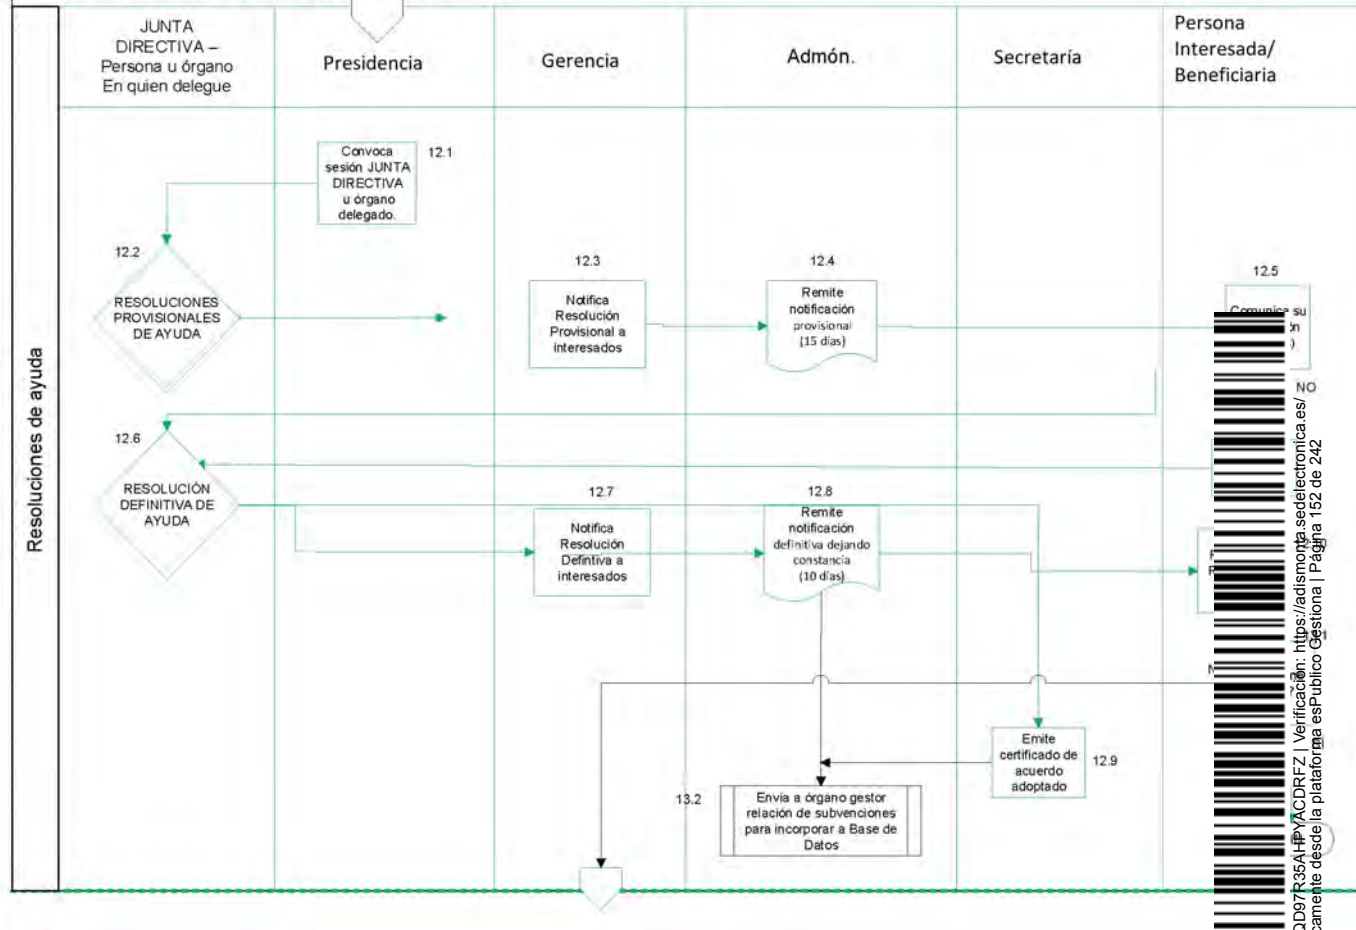 JUNTA
DIRECTIVA –
Persona u órgano
En quien delegue
Presidencia
Gerencia
Admón.
Secretaría
Persona
Interesada/
Beneficiaria
Resoluciones de ayuda
Convoca
sesión JUNTA
DIRECTIVA
u órgano
delegado.
12.1
12.2
RESOLUCIONES
PROVISIONALES
DE AYUDA
12.3
Notifica
Resolución
Provisional a
interesados
12.4
Remite
notificación
provisional
(15 días)
12.5
Comunica su
NO
12.6
RESOLUCIÓN
DEFINITIVA DE
AYUDA
12.7
Notifica
Resolución
Defintiva a
interesados
12.8
Remite
notificación
definitiva dejando
constancia
(10 días)
Emite
certificado de
acuerdo
adoptado
12.9
13.2
Envía a órgano gestor
relación de subvenciones
para incorporar a Base de
Datos
QD97R35AHPYACDRFZ | Verificación: https://adismonta.sedelectronica.es/
camente desde la plataforma esPublico Gestiona | Página 152 de 242